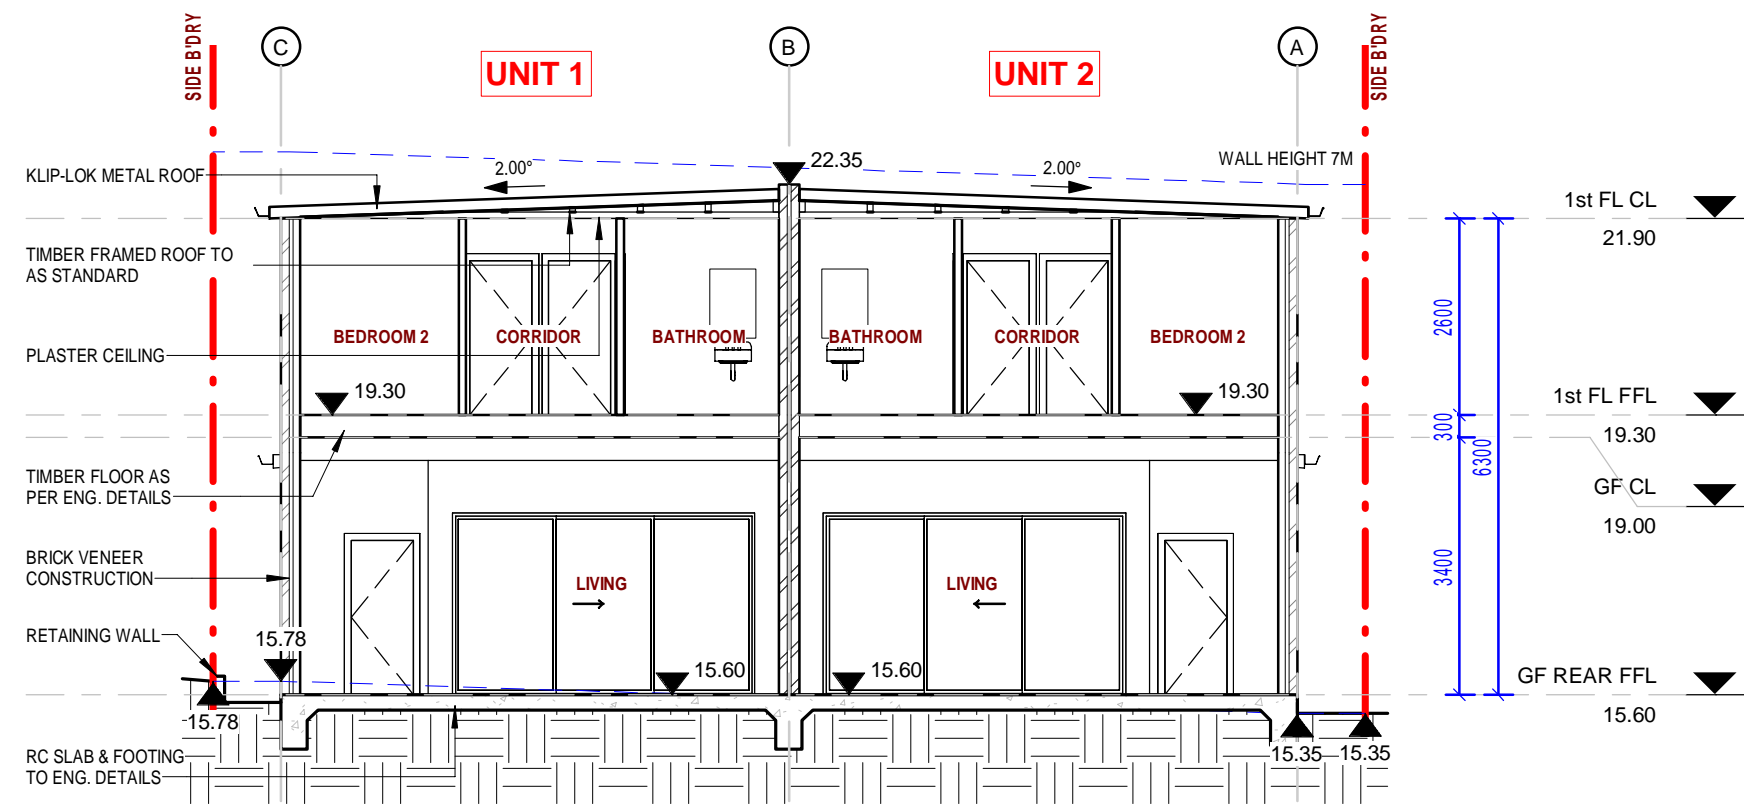 SIDE B'DRY
C
UNIT 1
B
UNIT 2
A
SIDE B'DRY
KLIP-LOK METAL ROOF
2.00°
22.35
2.00°
WALL HEIGHT 7M
1st FL CL
21.90
TIMBER FRAMED ROOF TO
AS STANDARD
2600
BEDROOM 2
CORRIDOR
BATHROOM
BATHROOM
CORRIDOR
BEDROOM 2
PLASTER CEILING
19.30
19.30
1st FL FFL
19.30
300
6300
TIMBER FLOOR AS
PER ENG. DETAILS
GF CL
19.00
BRICK VENEER
CONSTRUCTION
LIVING
LIVING
3400
RETAINING WALL
15.78
15.60
15.60
GF REAR FFL
15.60
15.78
15.35
15.35
RC SLAB & FOOTING
TO ENG. DETAILS